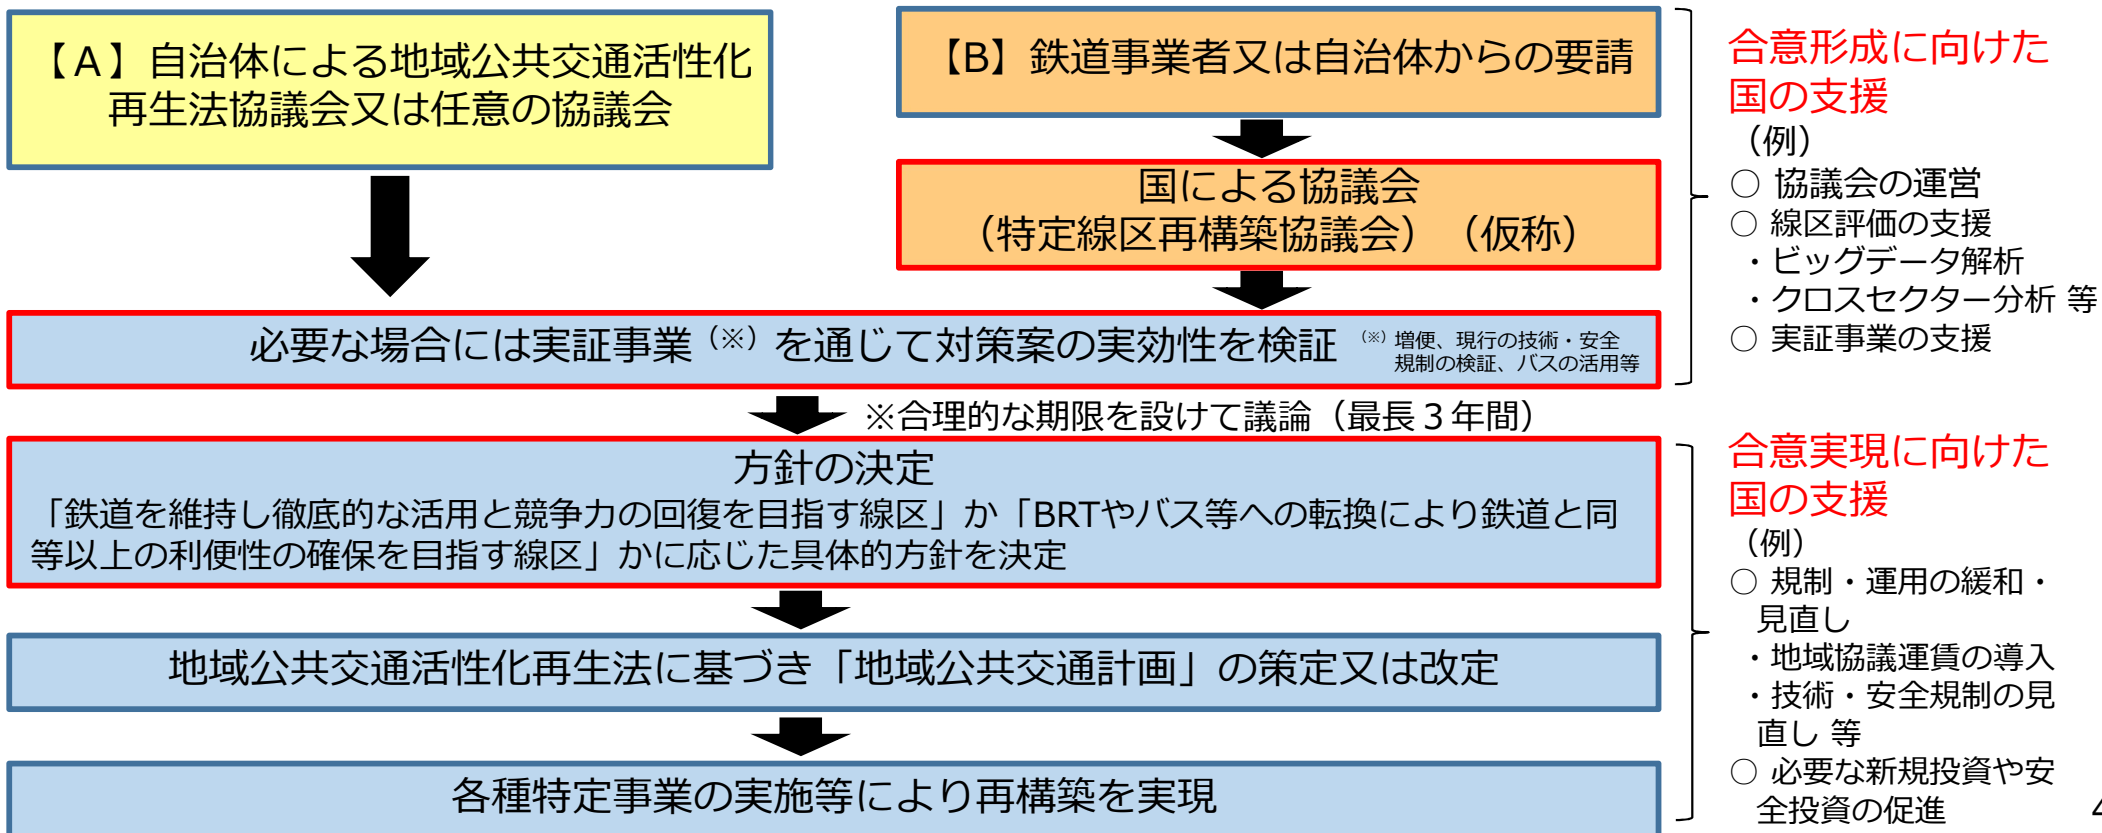 【A】自治体による地域公共交通活性化
再生法協議会又は任意の協議会
【B】鉄道事業者又は自治体からの要請
国による協議会
（特定線区再構築協議会）（仮称）
必要な場合には実証事業（※）を通じて対策案の実効性を検証
（※）増便、現行の技術・安全
規制の検証、バスの活用等
※合理的な期限を設けて議論（最長３年間）
方針の決定
「鉄道を維持し徹底的な活用と競争力の回復を目指す線区」か「BRTやバス等への転換により鉄道と同
等以上の利便性の確保を目指す線区」かに応じた具体的方針を決定
地域公共交通活性化再生法に基づき「地域公共交通計画」の策定又は改定
各種特定事業の実施等により再構築を実現
合意形成に向けた
国の支援
（例）
○ 協議会の運営
○ 線区評価の支援
・ビッグデータ解析
・クロスセクター分析 等
○ 実証事業の支援
合意実現に向けた
国の支援
（例）
○ 規制・運用の緩和・
見直し
・地域協議運賃の導入
・技術・安全規制の見
直し 等
○ 必要な新規投資や安
全投資の促進
4